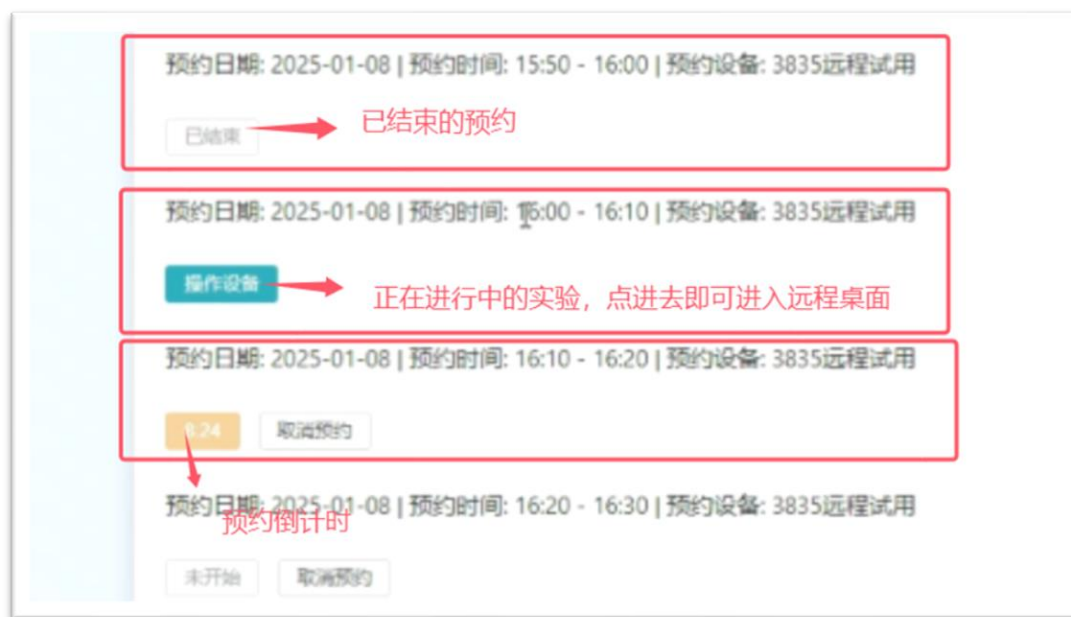 预约日期: 2025-01-08 | 预约时间: 15:50 - 16:00 | 预约设备: 3835远程试用
已结束
已结束的预约
预约日期: 2025-01-08 | 预约时间: 16:00 - 16:10 | 预约设备: 3835远程试用
操作设备
正在进行中的实验，点进去即可进入远程桌面
预约日期: 2025-01-08 | 预约时间: 16:10 - 16:20 | 预约设备: 3835远程试用
8:24
取消预约
预约日期: 2025-01-08 | 预约时间: 16:20 - 16:30 | 预约设备: 3835远程试用
预约倒计时
未开始
取消预约